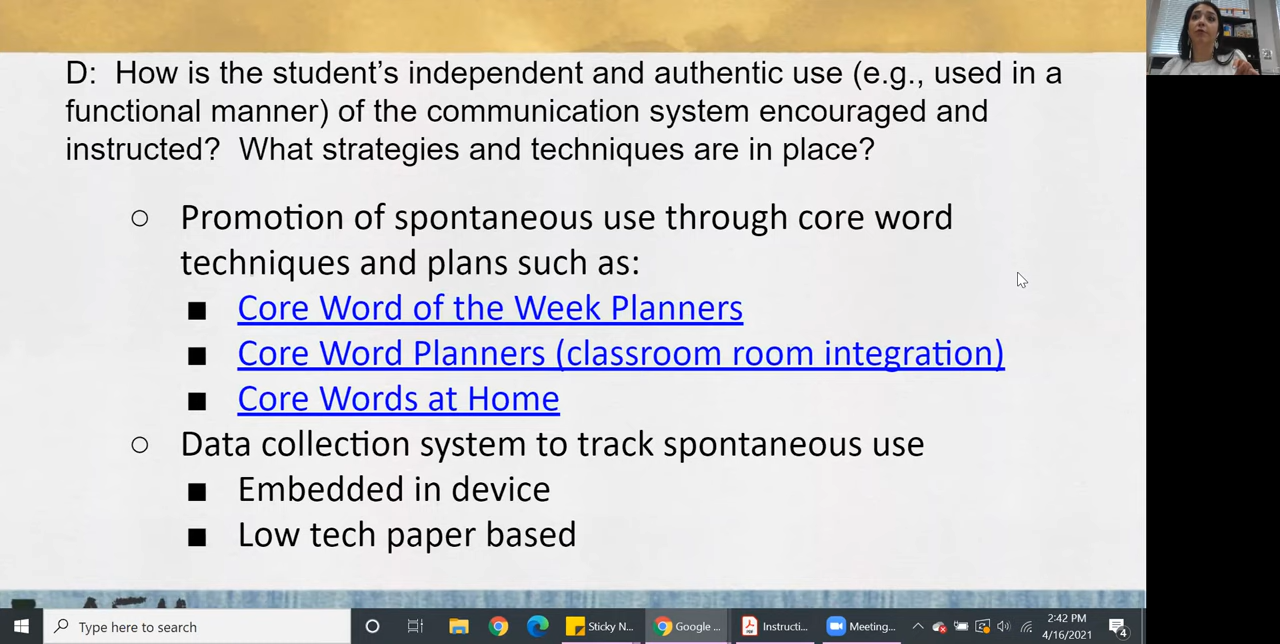 D: How is the student’s independent and authentic use (e.g., used in a
functional manner) of the communication system encouraged and
instructed? What strategies and techniques are in place?
○ Promotion of spontaneous use through core word
techniques and plans such as:
■ Core Word of the Week Planners
■ Core Word Planners (classroom room integration)
■ Core Words at Home
○ Data collection system to track spontaneous use
■ Embedded in device
■ Low tech paper based
Type here to search
Sticky N...
Google ...
Instructi...
Meeting...
2:42 PM
4/16/2021
4